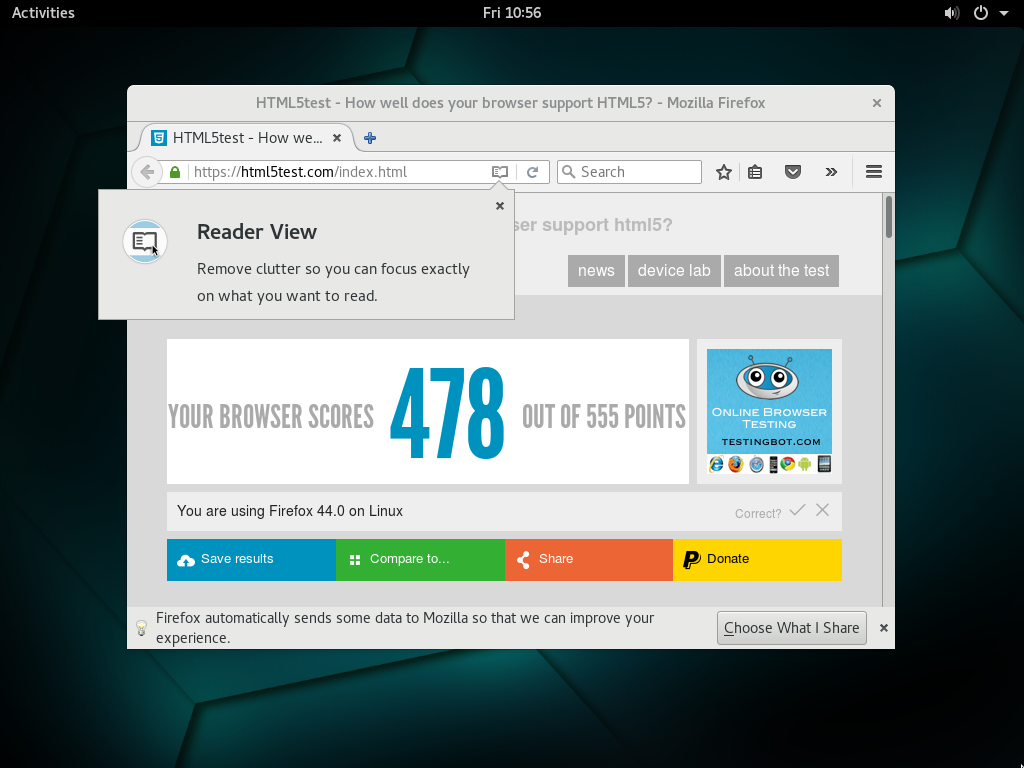 Activities
Fri 10:56
HTML5test - How well does your browser support HTML5? - Mozilla Firefox
HTML5test - How we...
https://html5test.com/index.html
Search
Reader View
Remove clutter so you can focus exactly
on what you want to read.
ser support html5?
news
device lab
about the test
YOUR BROWSER SCORES
478
OUT OF 555 POINTS
ONLINE BROWSER
TESTING
TESTINGBOT.COM
You are using Firefox 44.0 on Linux
Correct?
Save results
Compare to...
Share
Donate
Firefox automatically sends some data to Mozilla so that we can improve your
experience.
Choose What I Share